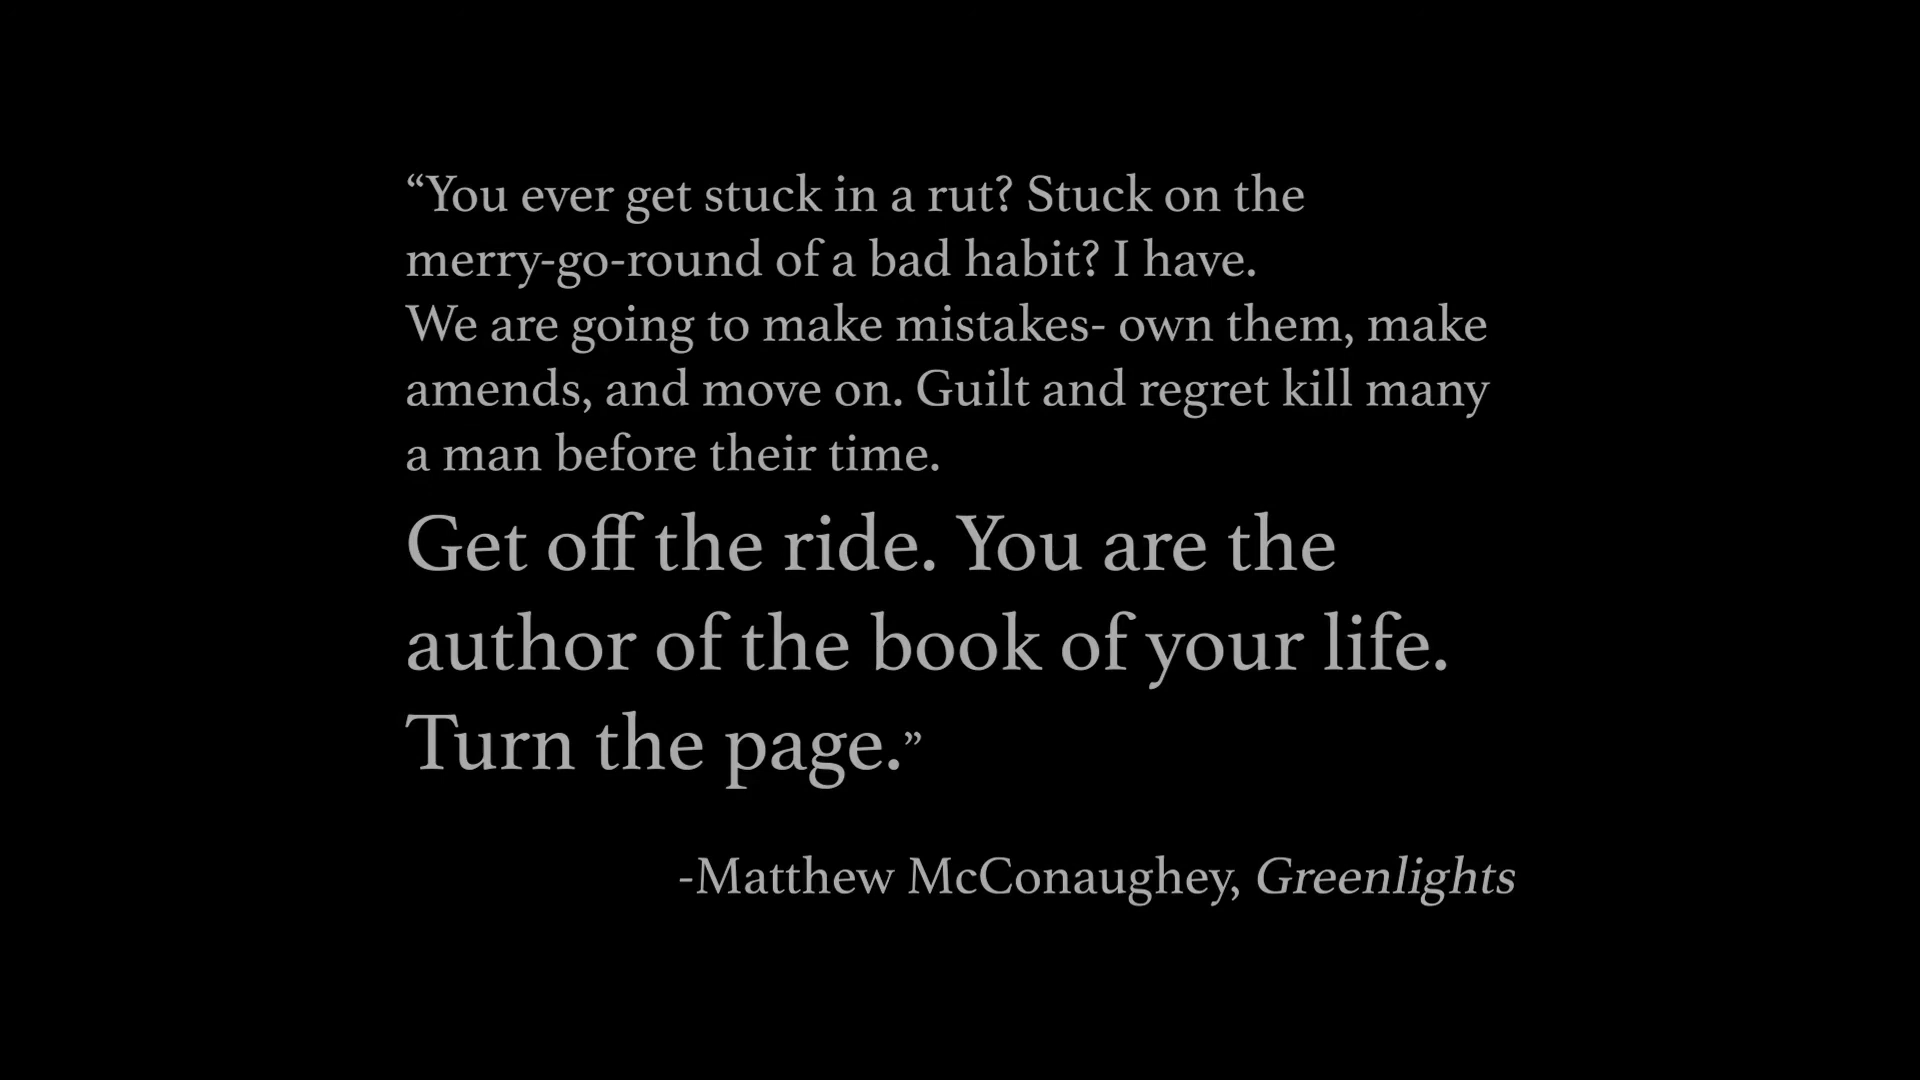 “You ever get stuck in a rut? Stuck on the
merry-go-round of a bad habit? I have.
We are going to make mistakes- own them, make
amends, and move on. Guilt and regret kill many
a man before their time.
Get off the ride. You are the
author of the book of your life.
Turn the page.”
-Matthew McConaughey, Greenlights